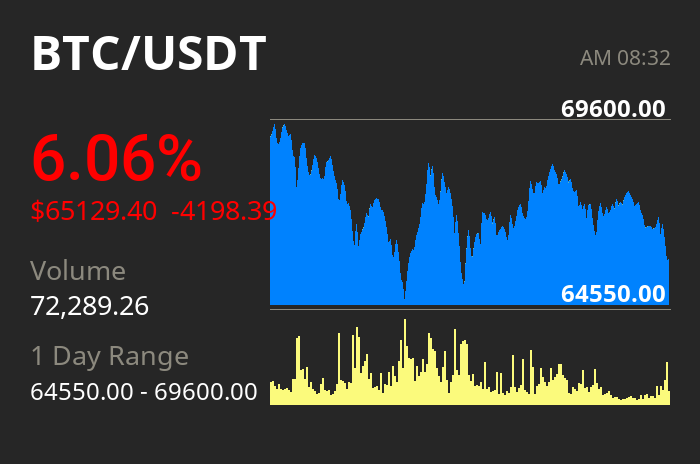 BTC/USDT
AM 08:32
69600.00
6.06%
$65129.40 -4198.39
Volume
72,289.26
64550.00
1 Day Range
64550.00 - 69600.00